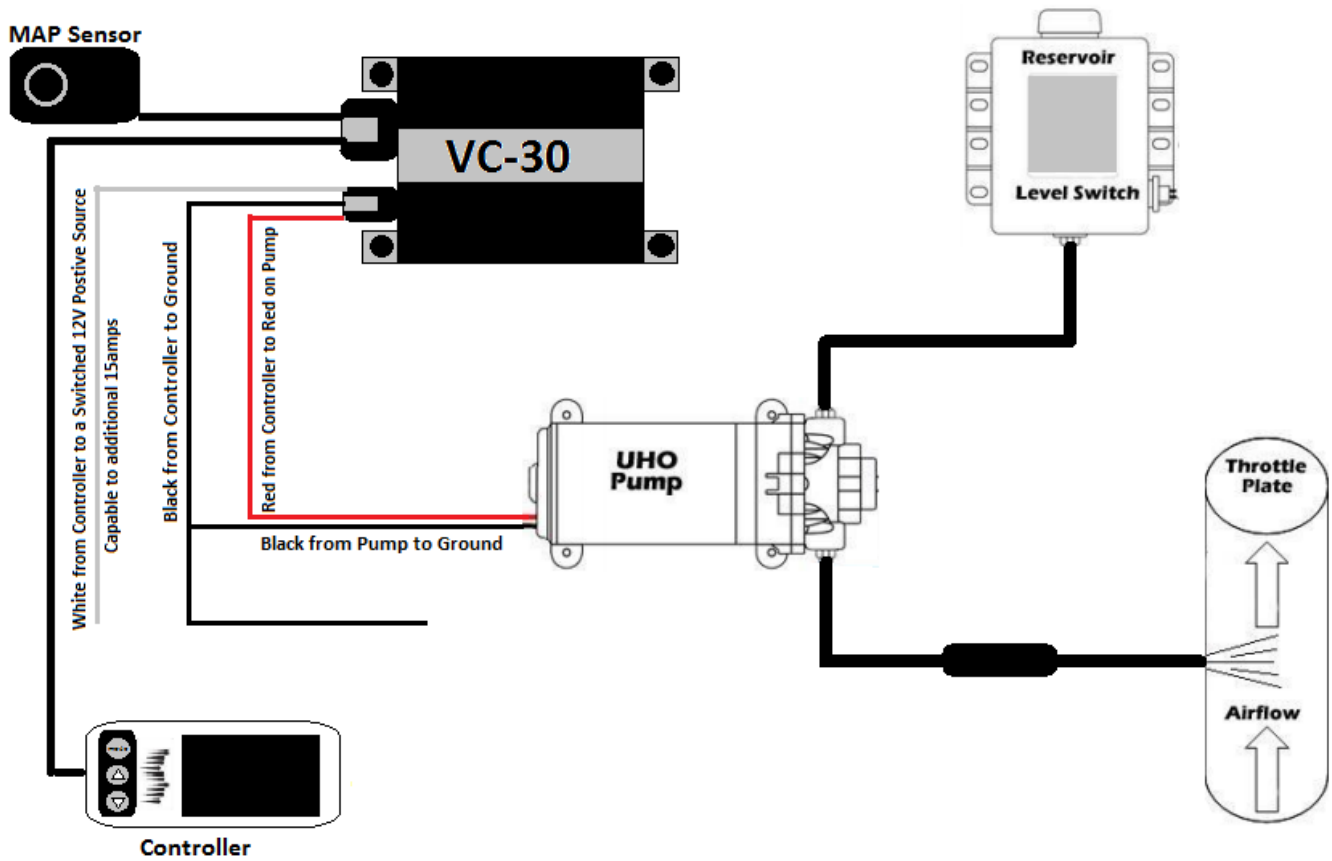 MAP Sensor
VC-30
Reservoir
Level Switch
White from Controller to a Switched 12V Postive Source
Capable to additional 15amps
Black from Controller to Ground
Red from Controller to Red on Pump
UHO
Pump
Black from Pump to Ground
Throttle
Plate
Airflow
Controller